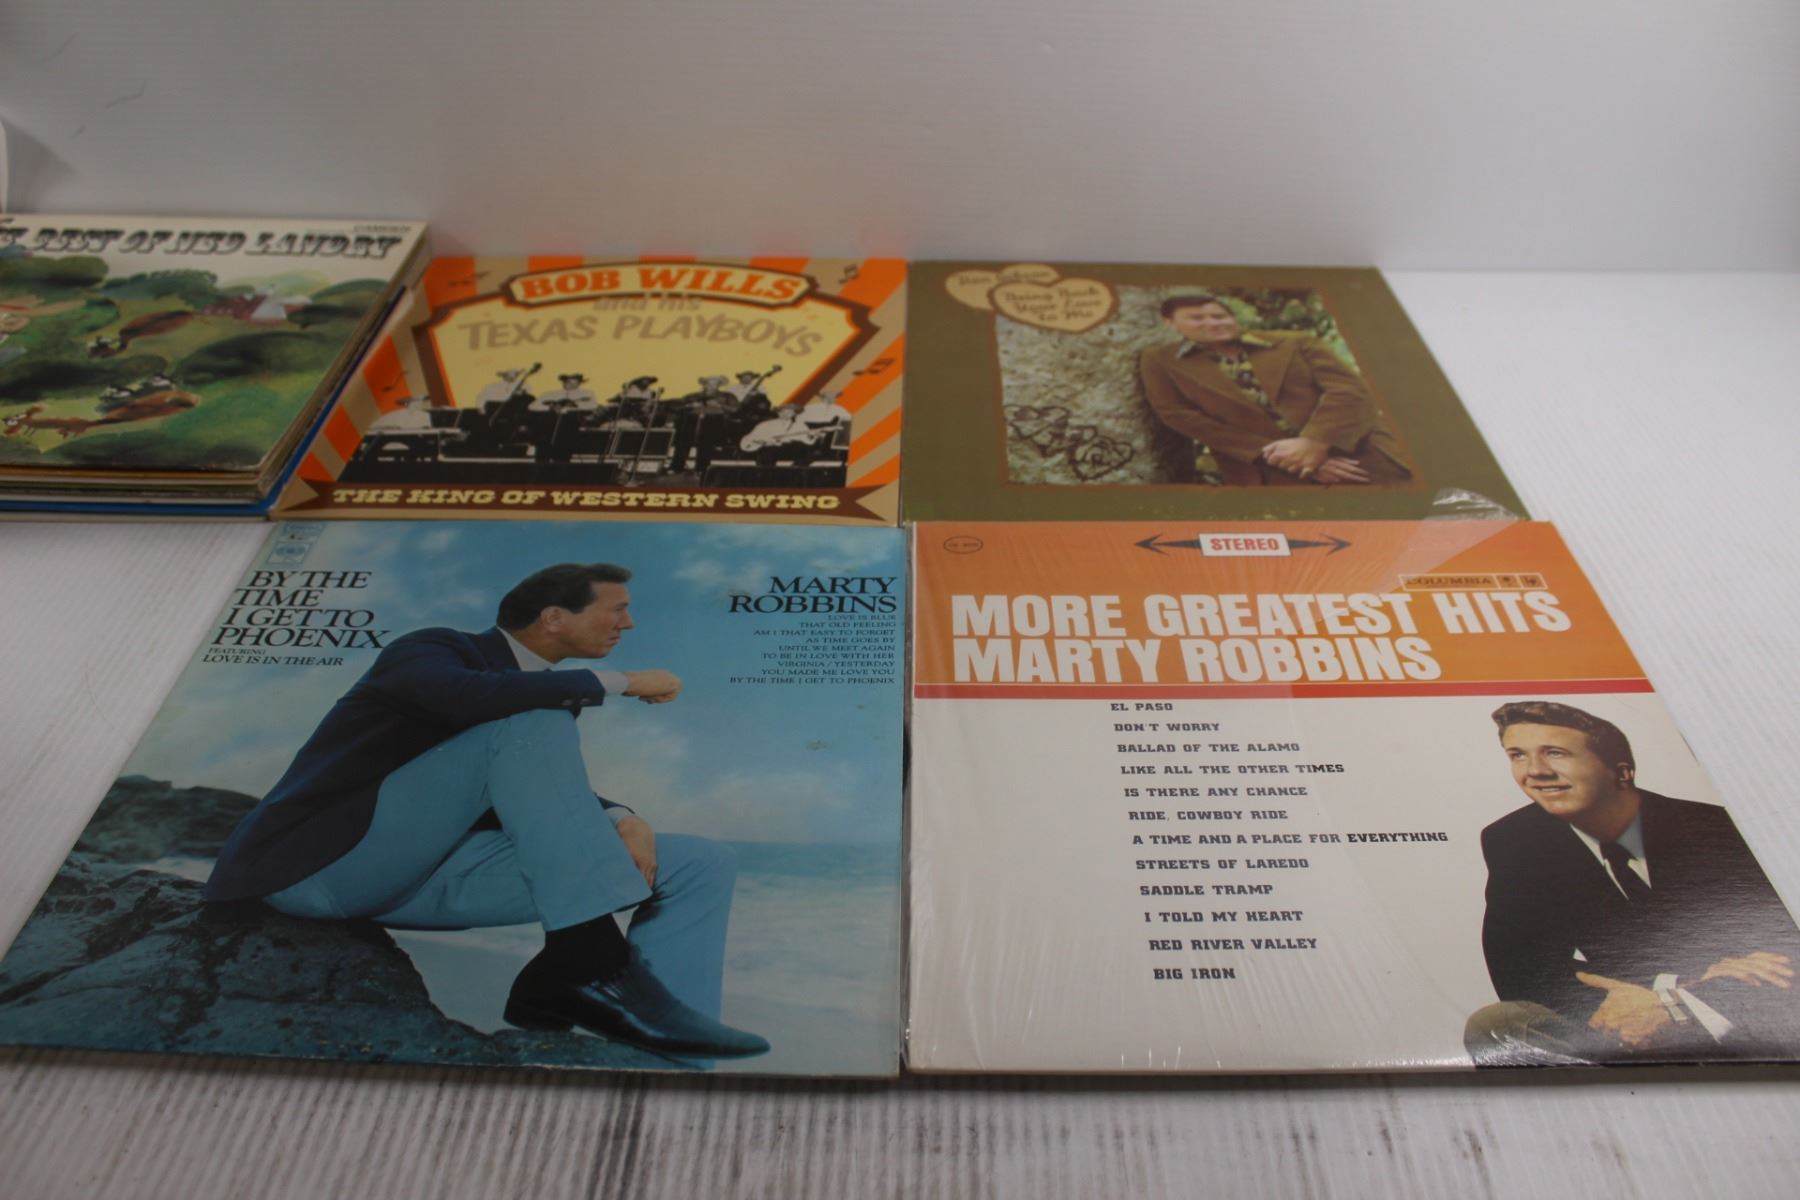 BEST OF NED LANDRY
CAMDEN
BOB WILLS
and his
TEXAS PLAYBOYS
THE KING OF WESTERN SWING
Don Gibson
Bring Back
Your Love
to Me
BY THE
TIME
I GET TO
PHOENIX
FEATURING
LOVE IS IN THE AIR
MARTY
ROBBINS
LOVE IS BLUE
THAT OLD FEELING
AM I THAT EASY TO FORGET
AS TIME GOES BY
UNTIL WE MEET AGAIN
TO BE IN LOVE WITH HER
VIRGINIA / YESTERDAY
YOU MADE ME LOVE YOU
BY THE TIME I GET TO PHOENIX
STEREO
COLUMBIA
MORE GREATEST HITS
MARTY ROBBINS
EL PASO
DON'T WORRY
BALLAD OF THE ALAMO
LIKE ALL THE OTHER TIMES
IS THERE ANY CHANCE
RIDE, COWBOY RIDE
A TIME AND A PLACE FOR EVERYTHING
STREETS OF LAREDO
SADDLE TRAMP
I TOLD MY HEART
RED RIVER VALLEY
BIG IRON